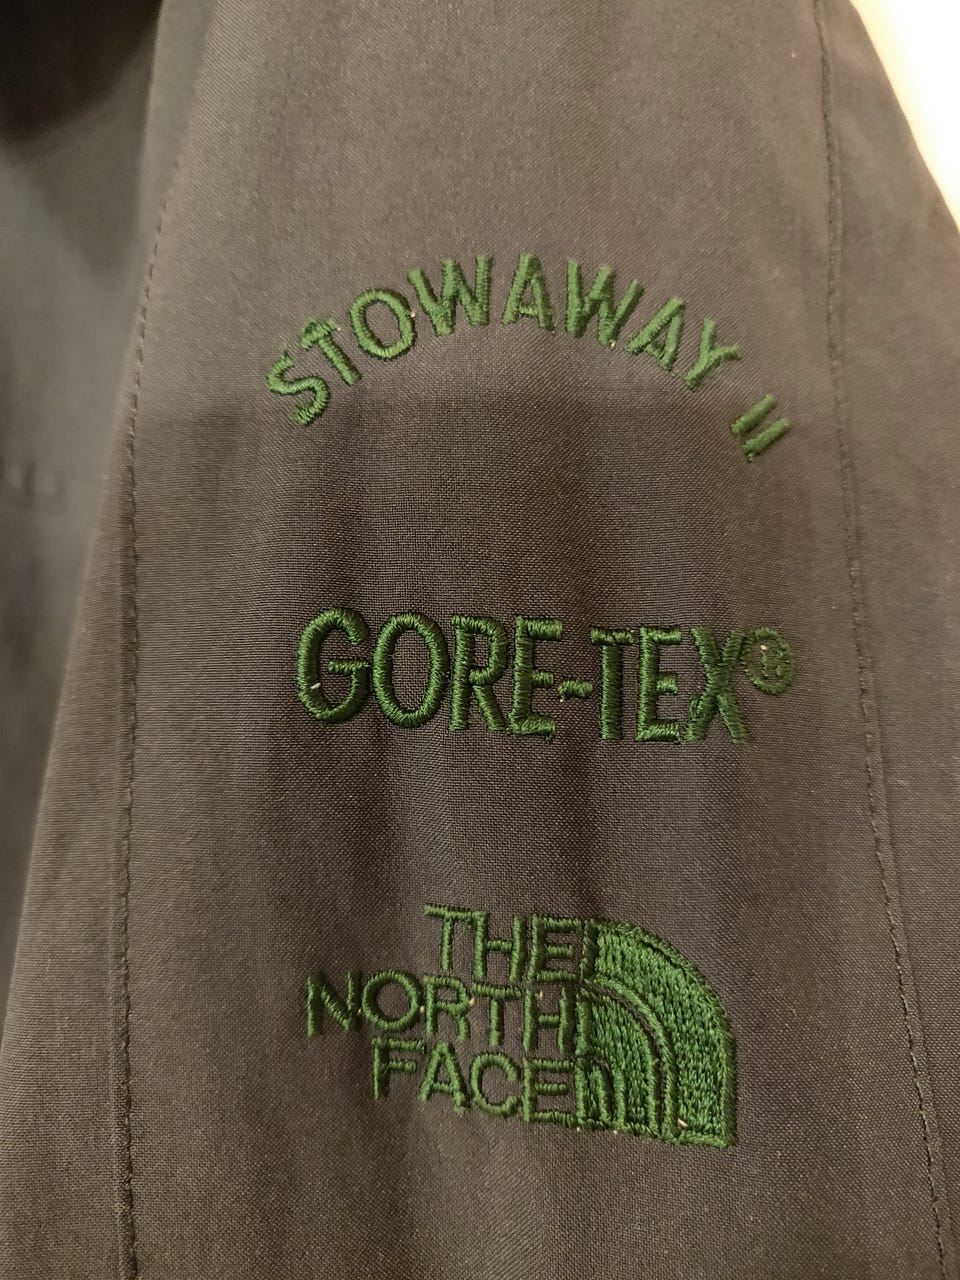 STOWAWAY II
GORE-TEX®
THE
NORTH
FACE